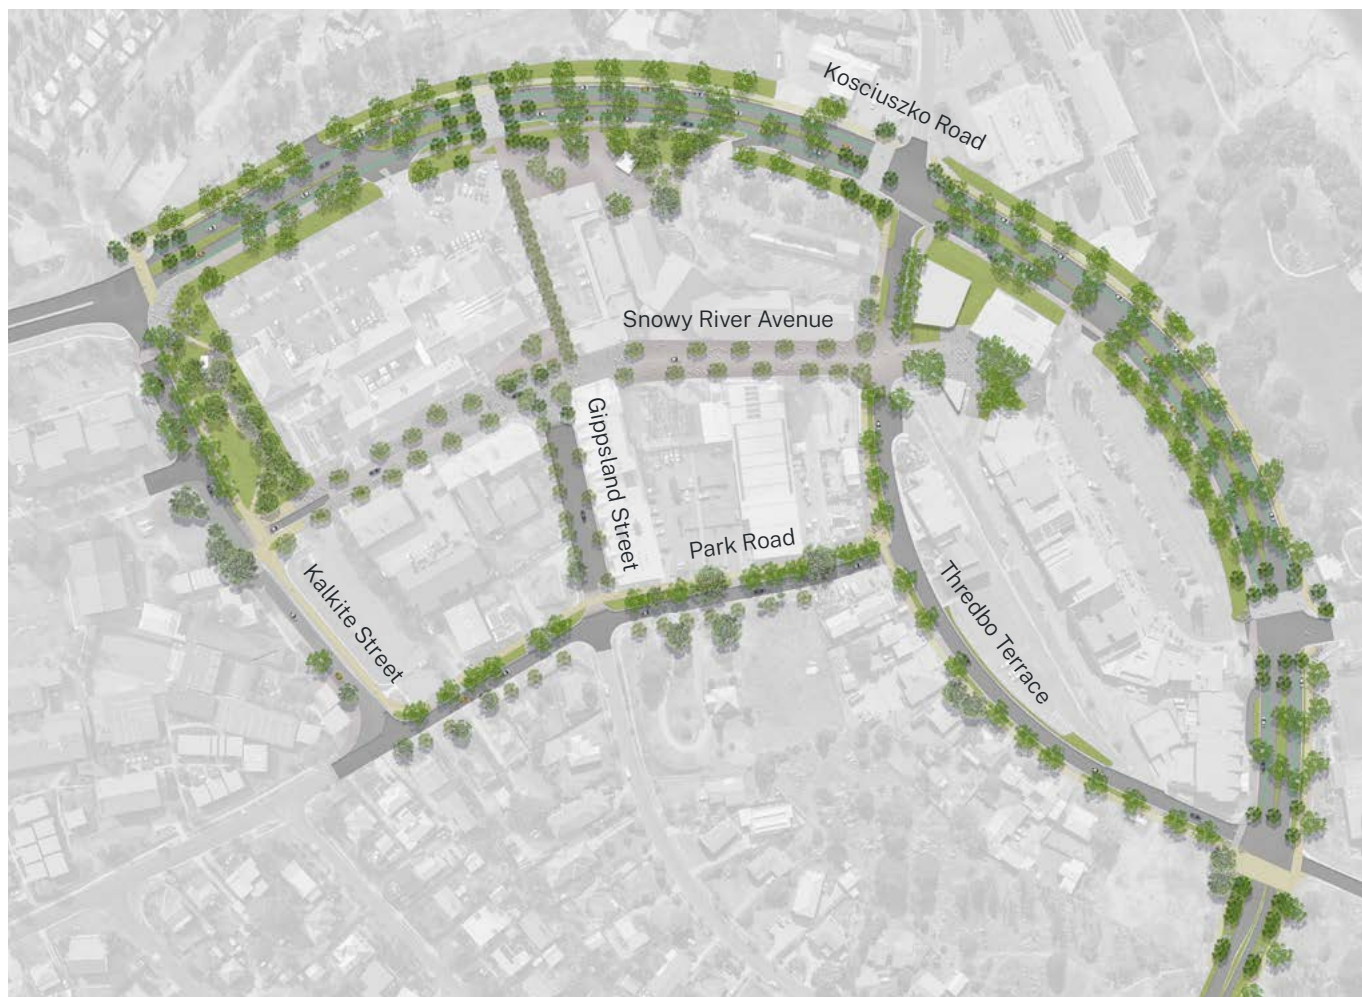 Kosciuszko Road
Snowy River Avenue
Gippsland Street
Park Road
Kalkite Street
Thredbo Terrace